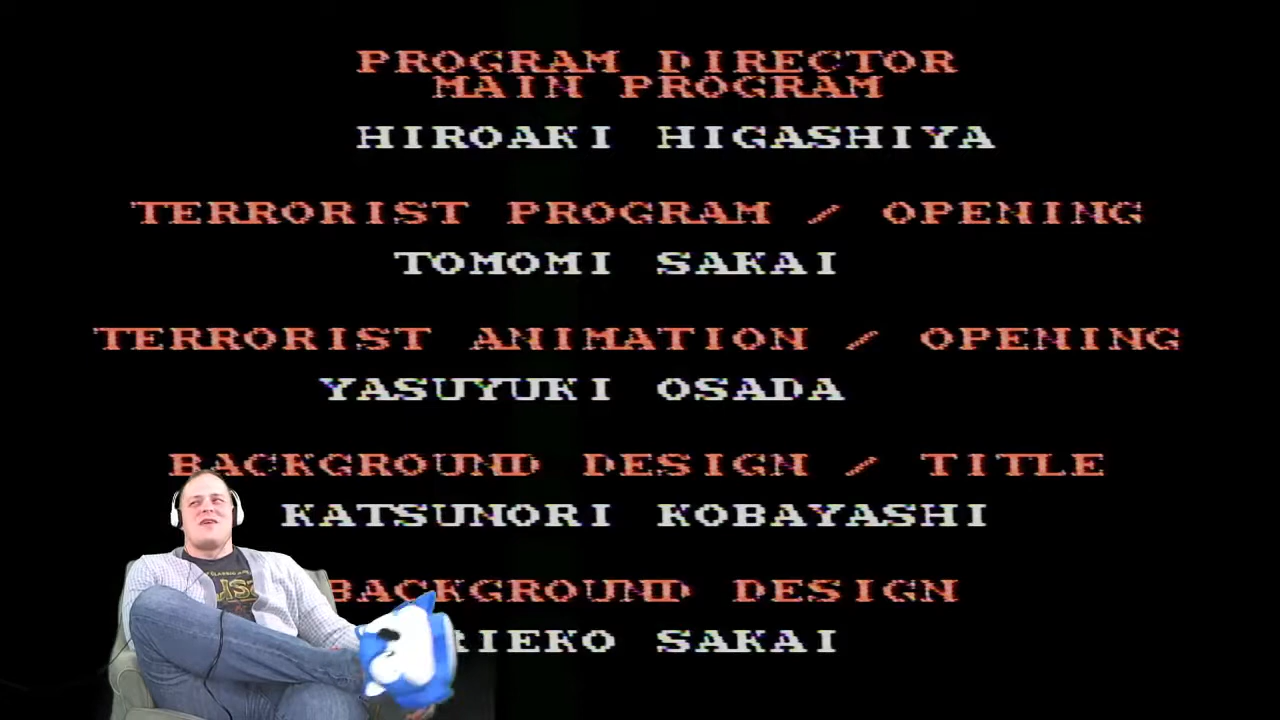 PROGRAM DIRECTOR
MAIN PROGRAM
HIROAKI HIGASHIYA
TERRORIST PROGRAM / OPENING
TOMOMI SAKAI
TERRORIST ANIMATION / OPENING
YASUYUKI OSADA
BACKGROUND DESIGN / TITLE
KATSUNORI KOBAYASHI
BACKGROUND DESIGN
RIEKO SAKAI